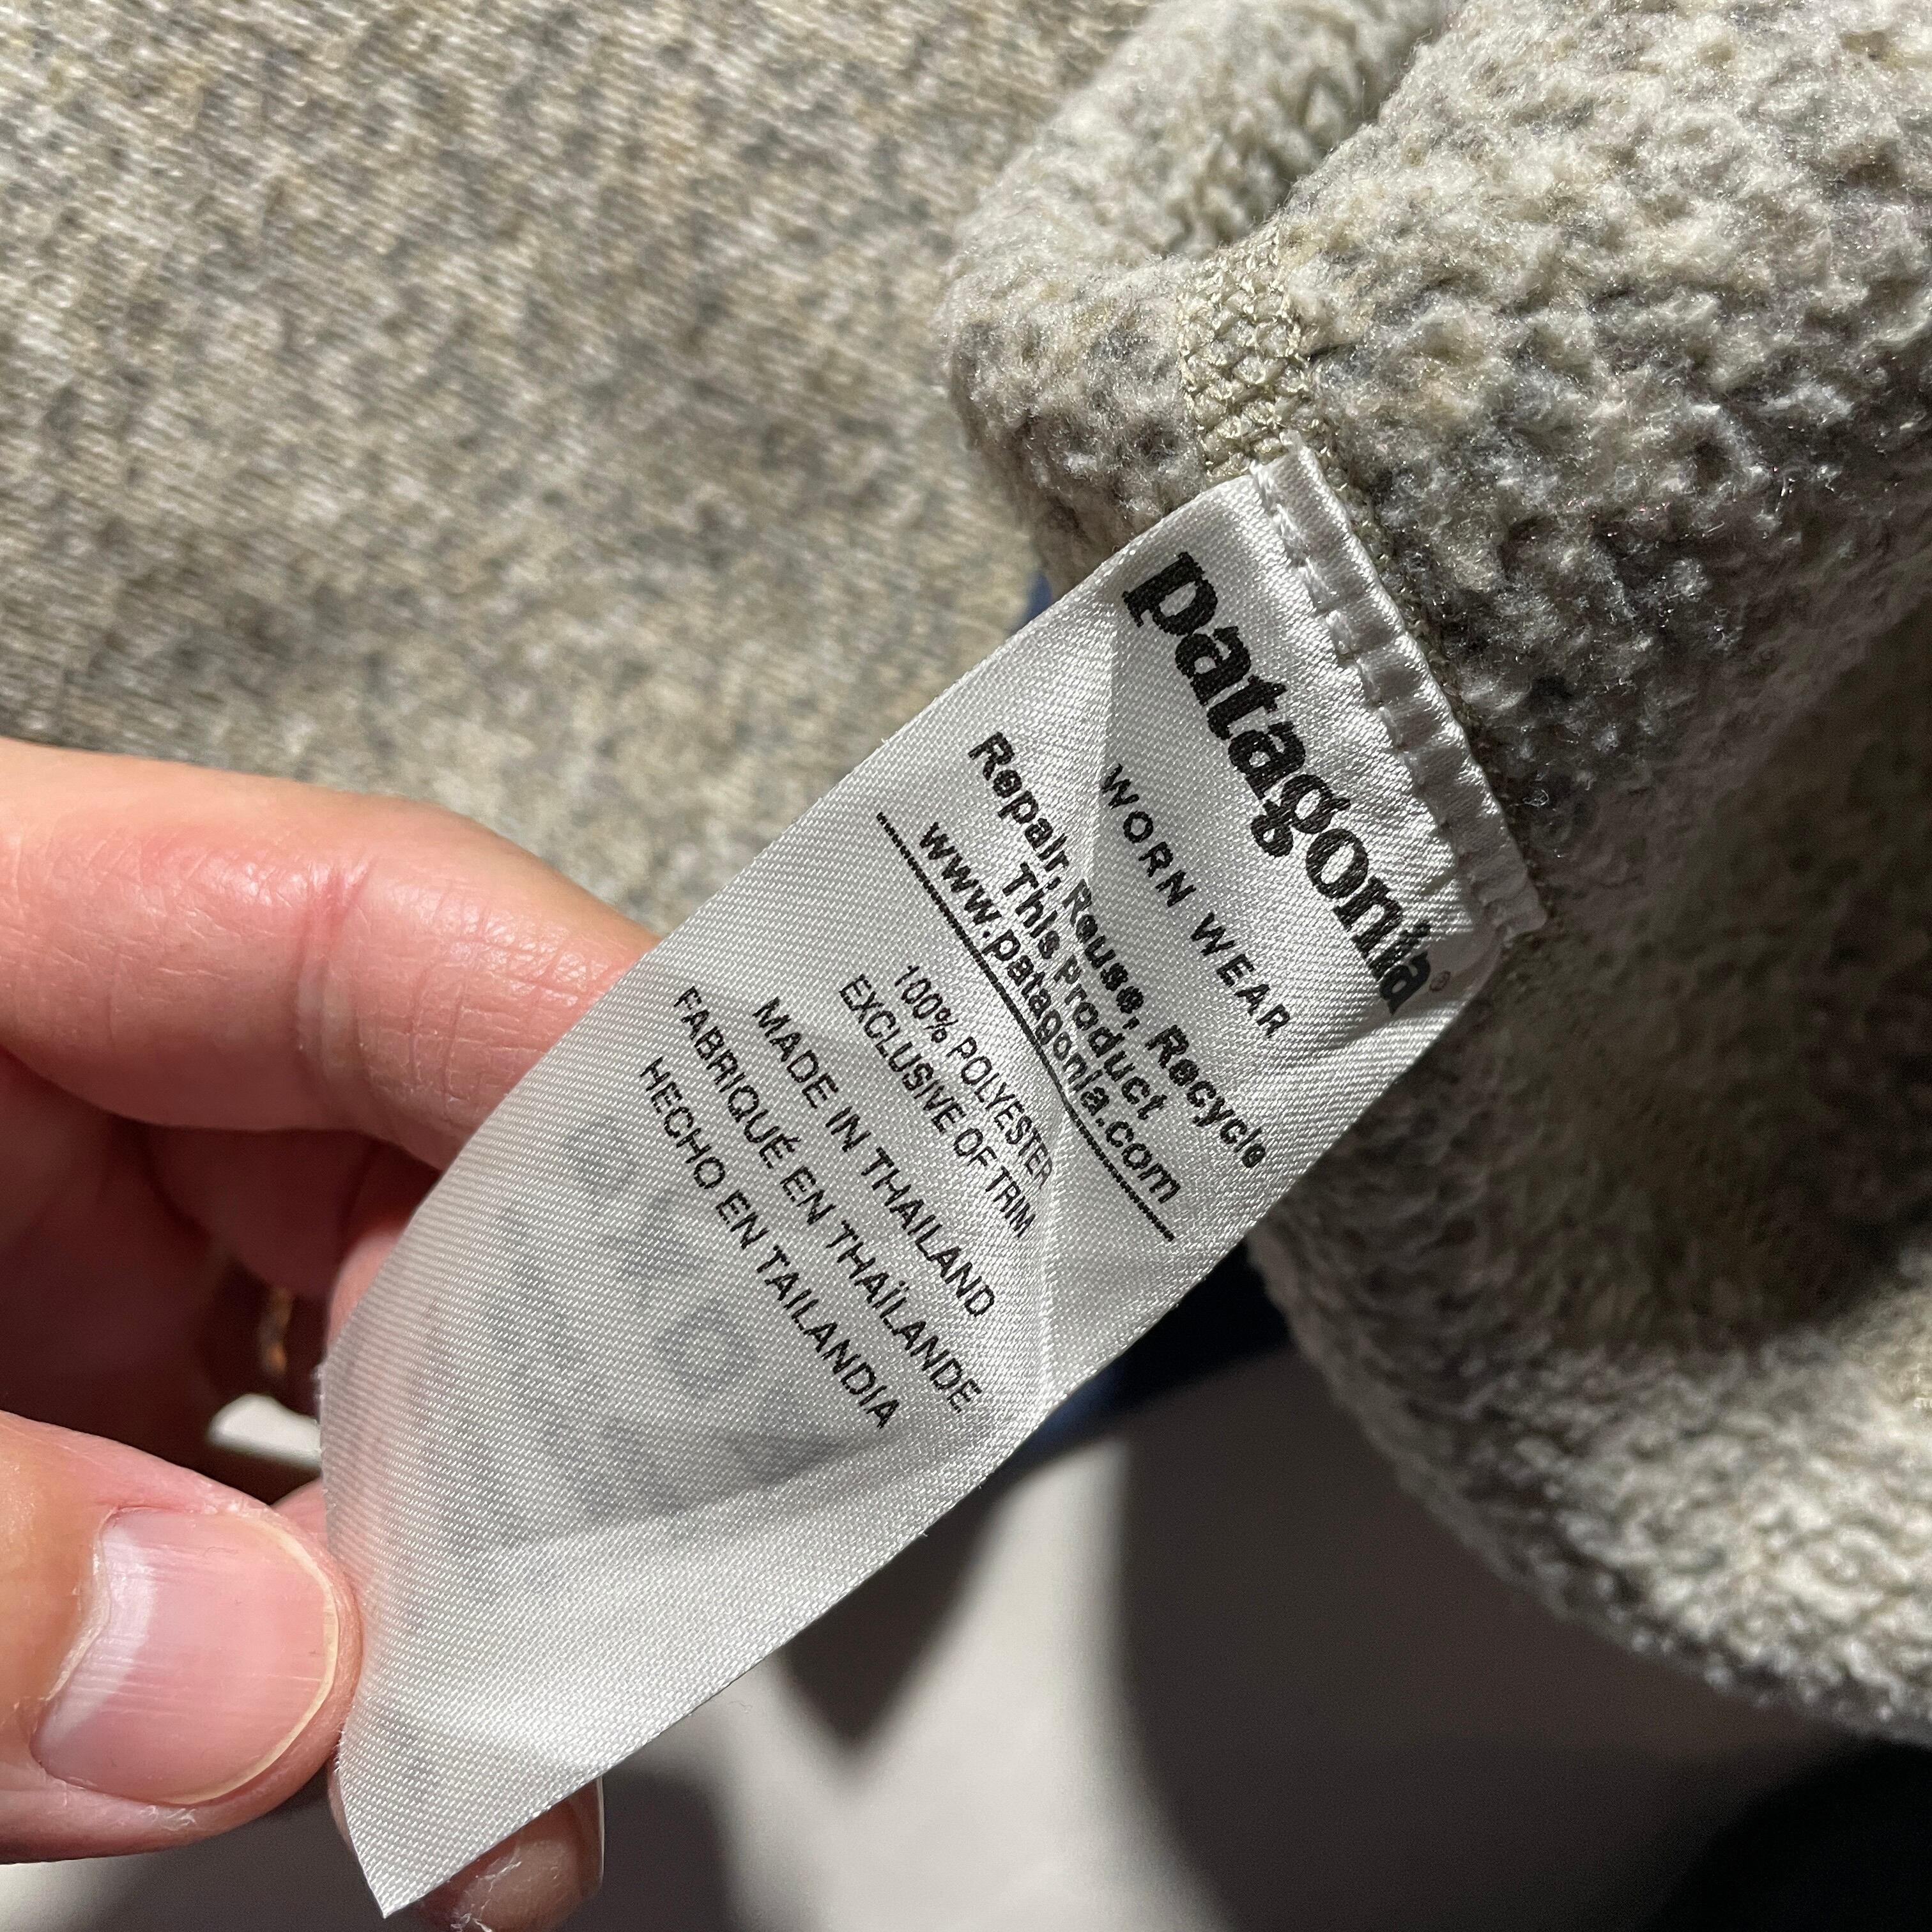 patagonia®
WORN WEAR
Repair, Reuse, Recycle
This Product
www.patagonia.com
100% POLYESTER
EXCLUSIVE OF TRIM
MADE IN THAILAND
FABRIQUÉ EN THAÏLANDE
HECHO EN TAILANDIA